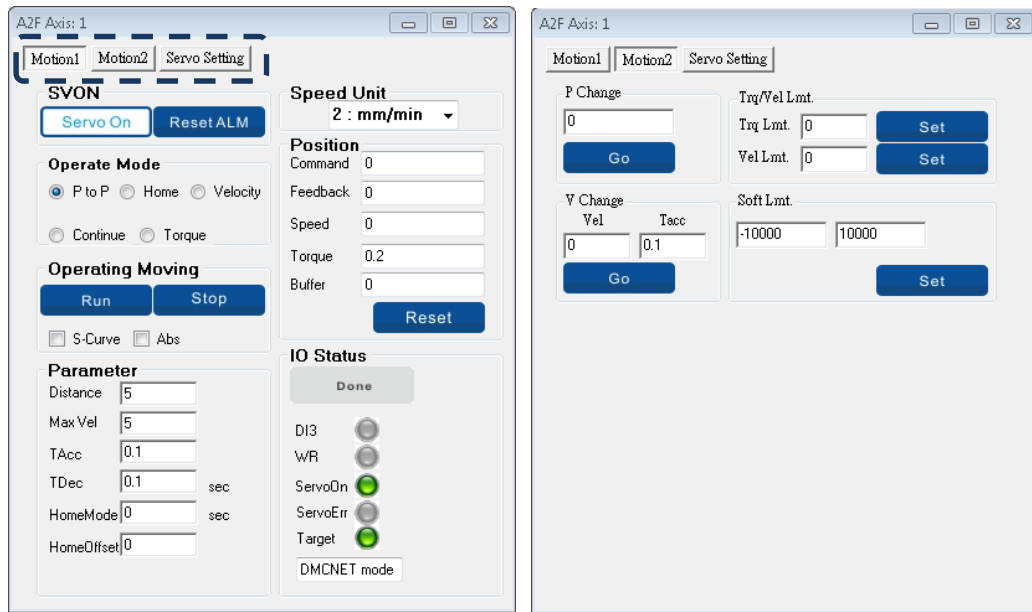 A2F Axis: 1
Motion1 Motion2 Servo Setting
SVON
Servo On Reset ALM
Operate Mode
P to P Home Velocity
Continue Torque
Operating Moving
Run Stop
S-Curve Abs
Parameter
Distance 5
Max Vel 5
TAcc 0.1
TDec 0.1 sec
HomeMode 0 sec
HomeOffset 0
Speed Unit
2 : mm/min
Position
Command 0
Feedback 0
Speed 0
Torque 0.2
Buffer 0
Reset
IO Status
Done
DI3
WR
ServoOn
ServoErr
Target
DMCNET mode
A2F Axis: 1
Motion1 Motion2 Servo Setting
P Change
0
Go
V Change
Vel Tacc
0 0.1
Go
Trq/Vel Lmt.
Trq Lmt. 0 Set
Vel Lmt. 0 Set
Soft Lmt.
-10000 10000
Set